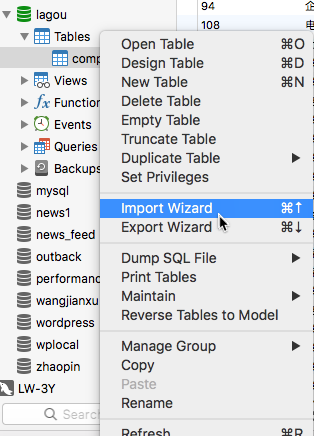 lagou
Tables
comp
Views
Function
Events
Queries
Backups
mysql
news1
news_feed
outback
performanc
wangjianxu
wordpress
wplocal
zhaopin
LW-3Y
Search
94
108
Open Table ⌘O
Design Table ⌘D
New Table ⌘N
Delete Table
Empty Table
Truncate Table
Duplicate Table
Set Privileges
Import Wizard ⌘↑
Export Wizard ⌘↓
Dump SQL File
Print Tables
Maintain
Reverse Tables to Model
Manage Group
Copy
Paste
Rename
Refresh ⌘R